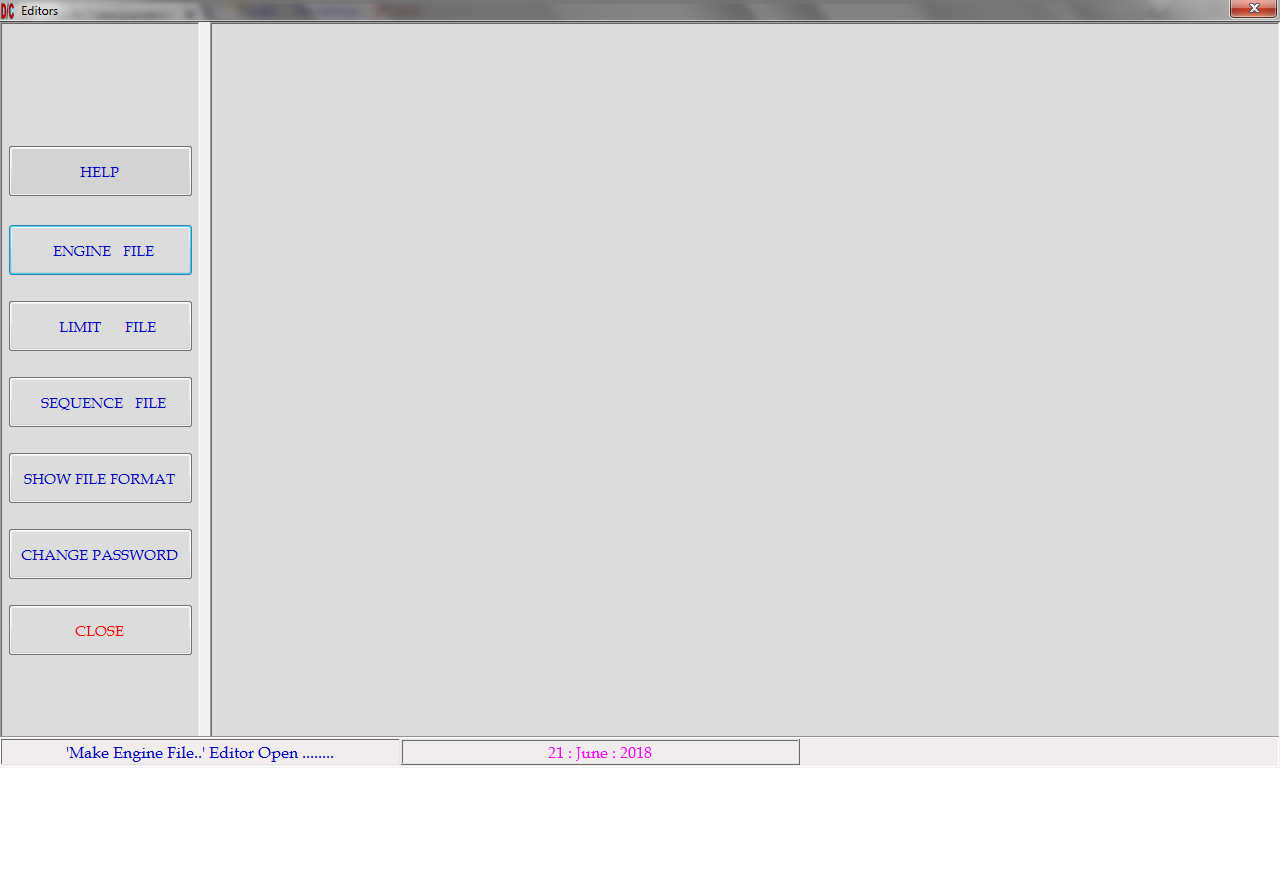 DC Editors
HELP
ENGINE FILE
LIMIT FILE
SEQUENCE FILE
SHOW FILE FORMAT
CHANGE PASSWORD
CLOSE
'Make Engine File..' Editor Open ........
21 : June : 2018